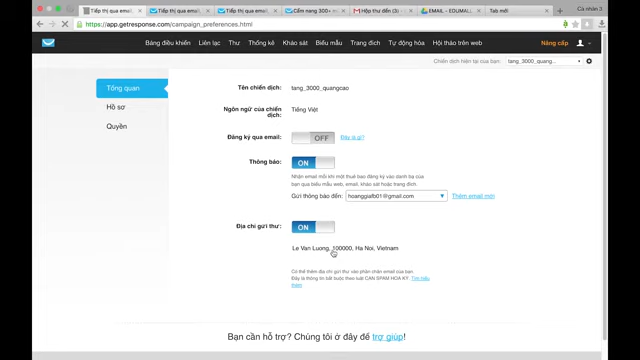 Tiếp thị qua email
Tiếp thị qua email,
Tiếp thị qua email
Cẩm nang 300+ m
Hộp thư đến (3) -
EMAIL - EDUMALL
Tab mới
Cá nhân 3
https://app.getresponse.com/campaign_preferences.html
Bảng điều khiển Liên lạc Thư Thống kê Khảo sát Biểu mẫu Trang đích Tự động hóa Hội thảo trên web Nâng cấp
Chiến dịch hiện tại của bạn: tang_3000_quang...
Tổng quan
Hồ sơ
Quyền
Tên chiến dịch: tang_3000_quangcao
Ngôn ngữ của chiến dịch: Tiếng Việt
Đăng ký qua email: OFF Đây là gì?
Thông báo: ON
Nhận email mỗi khi một thuê bao đăng ký vào danh bạ của
bạn qua biểu mẫu web, email, khảo sát hoặc trang đích.
Gửi thông báo đến: hoanggiafb01@gmail.com Thêm email mới
Địa chỉ gửi thư: ON
Le Van Luong, 100000, Ha Noi, Vietnam
Có thể thêm địa chỉ gửi thư vào phần chân email của bạn.
Đây là thông tin bắt buộc theo luật CAN SPAM HOA KỲ. Tìm hiểu
thêm
Bạn cần hỗ trợ? Chúng tôi ở đây để trợ giúp!